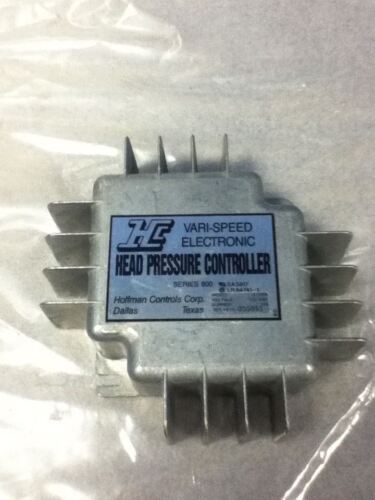 HC
VARI-SPEED
ELECTRONIC
HEAD PRESSURE CONTROLLER
SERIES 800
Hoffman Controls Corp.
Dallas Texas